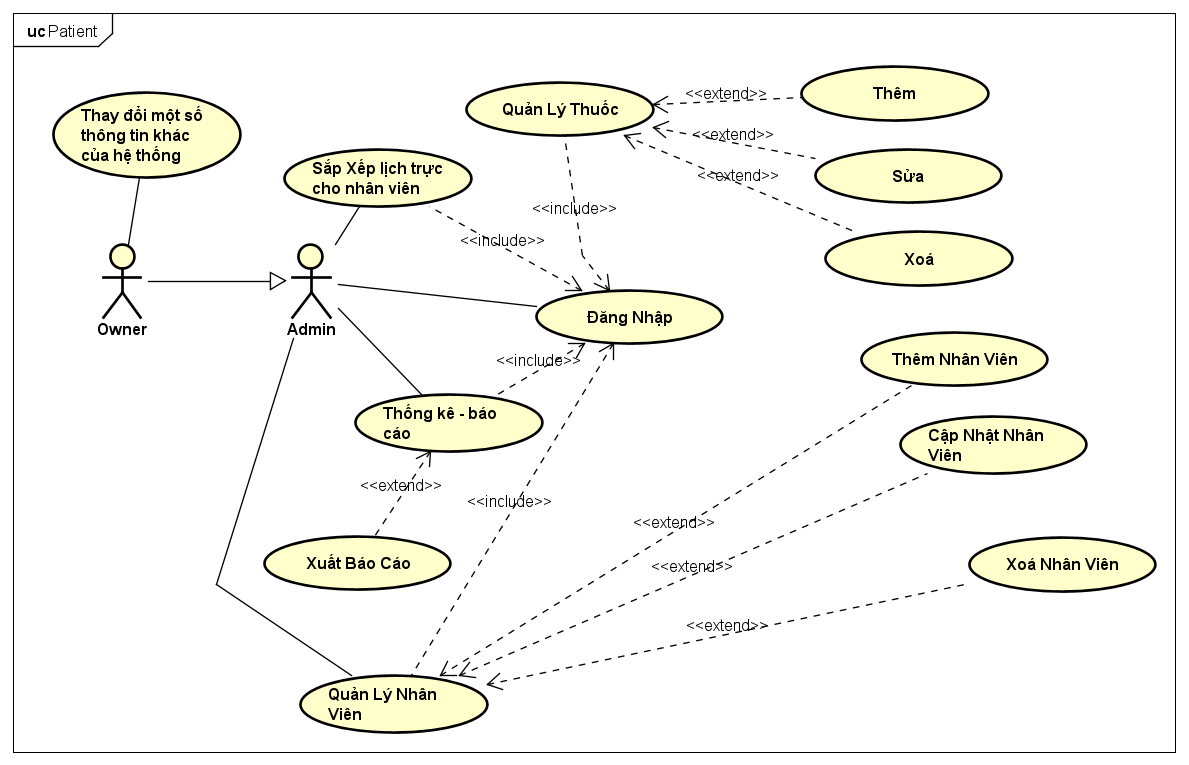 uc Patient
Thay đổi một số
thông tin khác
của hệ thống
Sắp Xếp lịch trực
cho nhân viên
Quản Lý Thuốc
<<extend>>
Thêm
<<extend>>
Sửa
<<extend>>
Xoá
<<include>>
<<include>>
Owner
Admin
Đăng Nhập
<<include>>
Thống kê - báo
cáo
<<extend>>
<<include>>
Xuất Báo Cáo
Thêm Nhân Viên
Cập Nhật Nhân
Viên
<<extend>>
<<extend>>
Xoá Nhân Viên
<<extend>>
Quản Lý Nhân
Viên